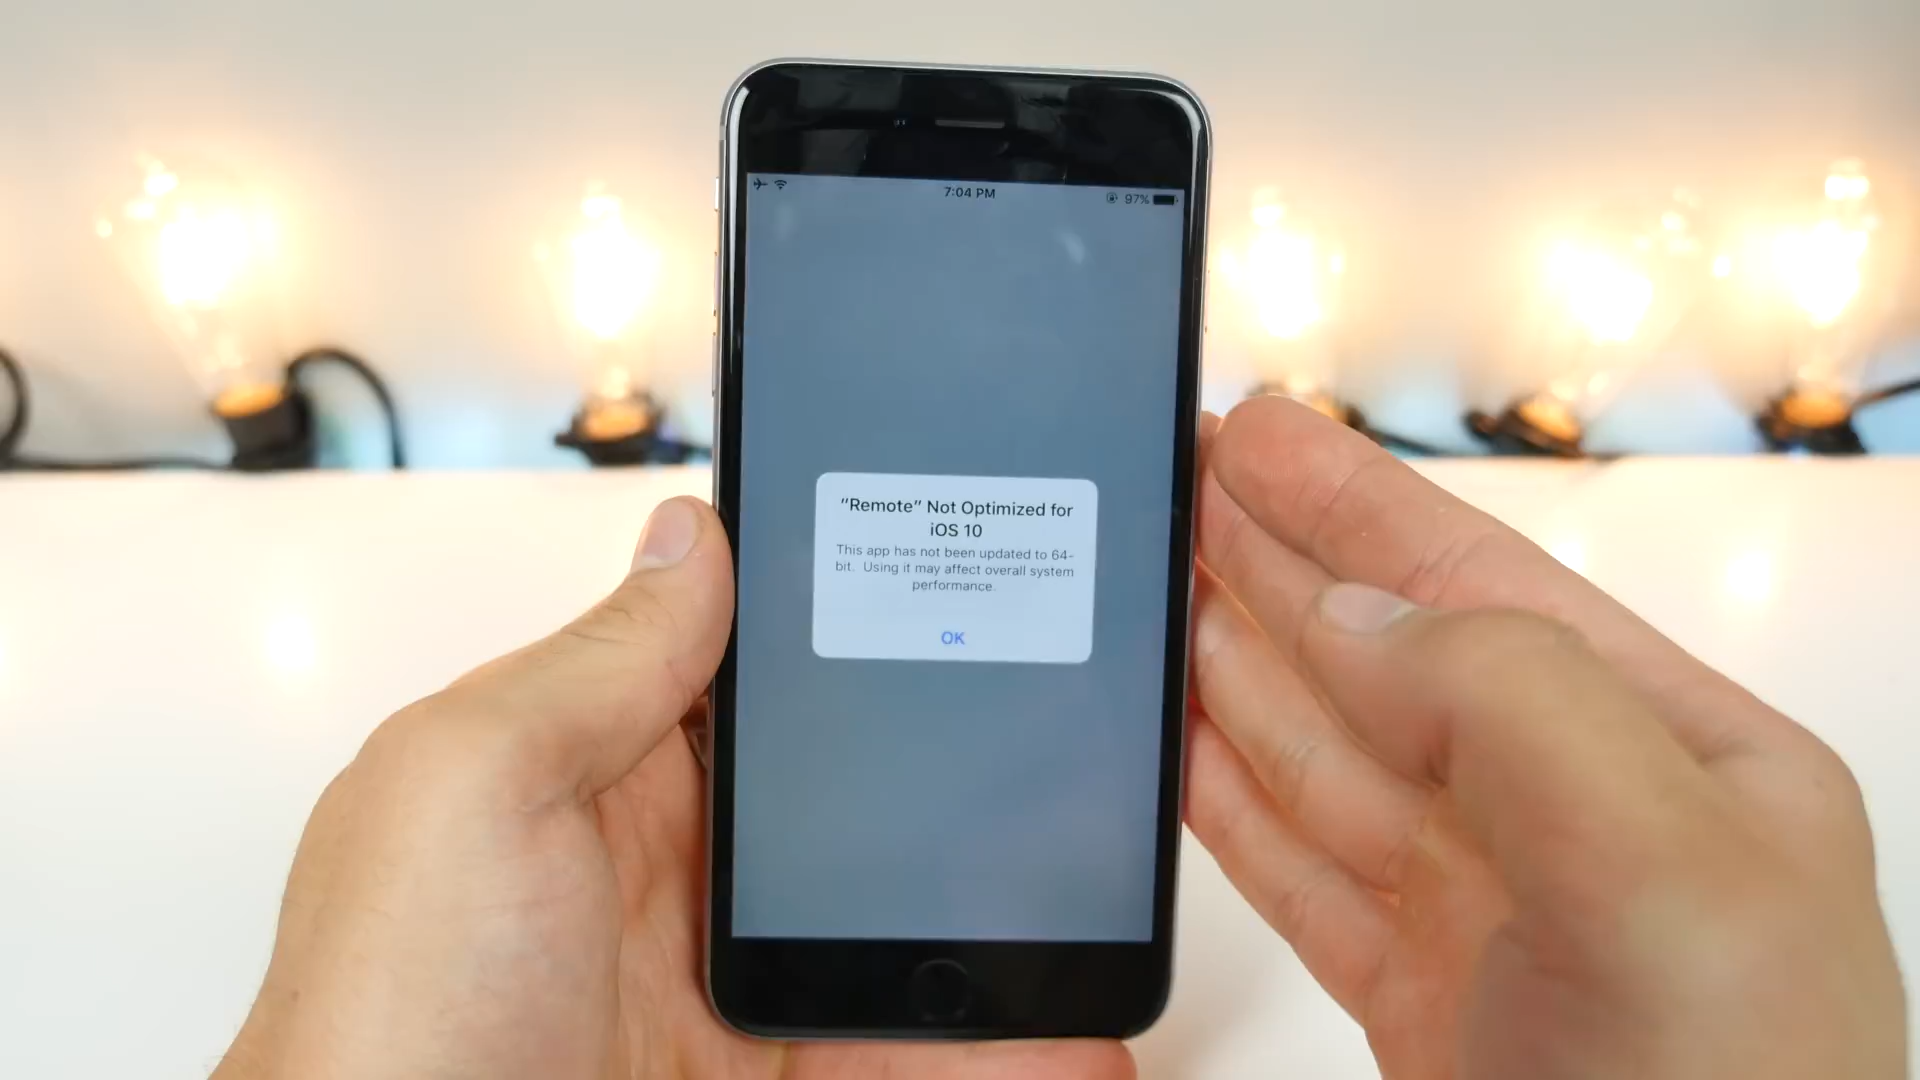 7:04 PM
97%
“Remote” Not Optimized for
iOS 10
This app has not been updated to 64-
bit. Using it may affect overall system
performance.
OK